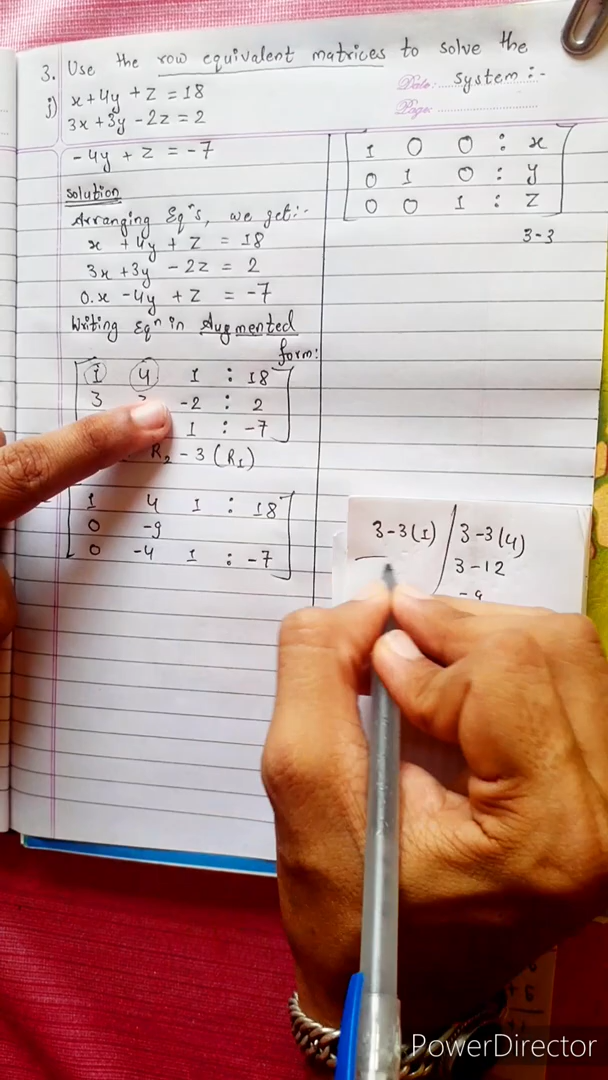 3. Use the row equivalent matrices to solve the
system :-
Date:
Page:
i) x + 4y + z = 18
3x + 3y - 2z = 2
- 4y + z = -7
Solution
Arranging Eqⁿs, we get:-
x + 4y + z = 18
3x + 3y - 2z = 2
0.x - 4y + z = -7
Writing Eqⁿ in Augmented
form:
1 4 1 : 18
3 -2 : 2
1 : -7
R₂ - 3 (R₁)
1 4 1 : 18
0 -9
0 -4 1 : -7
1 0 0 : x
0 1 0 : y
0 0 1 : z
3-3
3-3(1) 3-3(4)
3-12
-9
PowerDirector